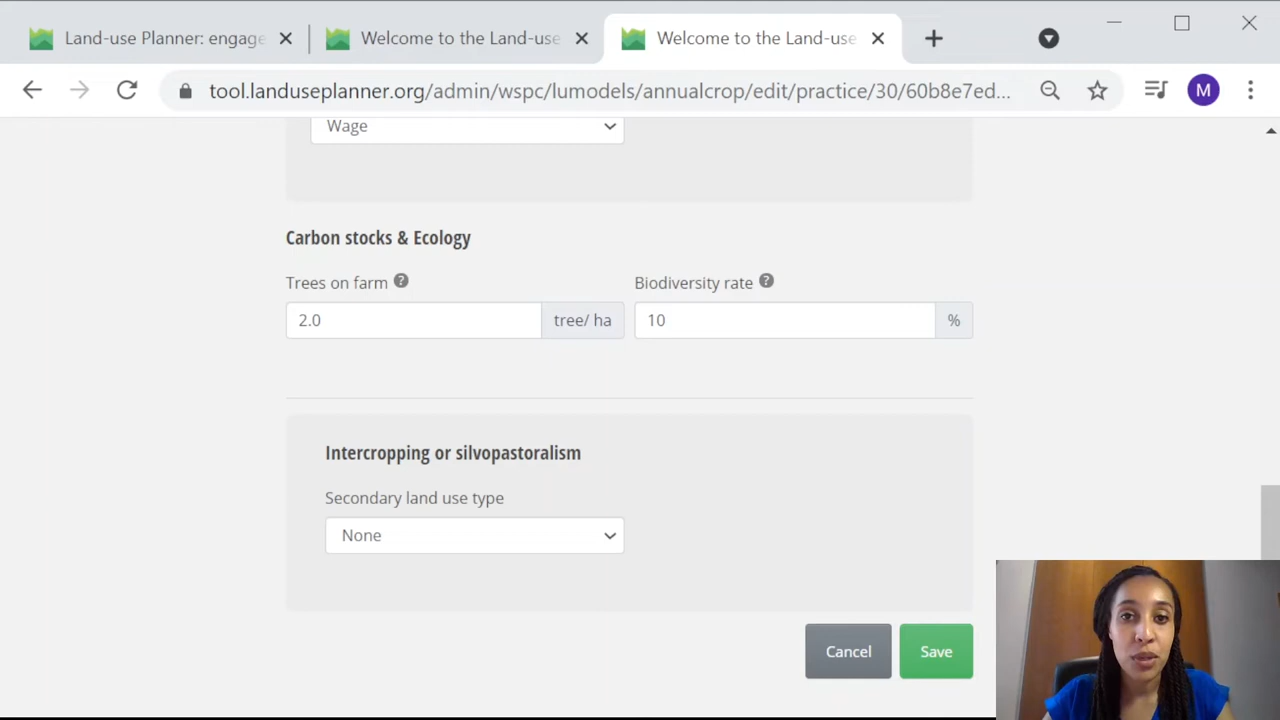 Land-use Planner: engage
Welcome to the Land-use
Welcome to the Land-use
tool.landuseplanner.org/admin/wspc/lumodels/annualcrop/edit/practice/30/60b8e7ed...
M
Wage
Carbon stocks & Ecology
Trees on farm ?
Biodiversity rate ?
2.0 tree/ ha
10 %
Intercropping or silvopastoralism
Secondary land use type
None
Cancel
Save